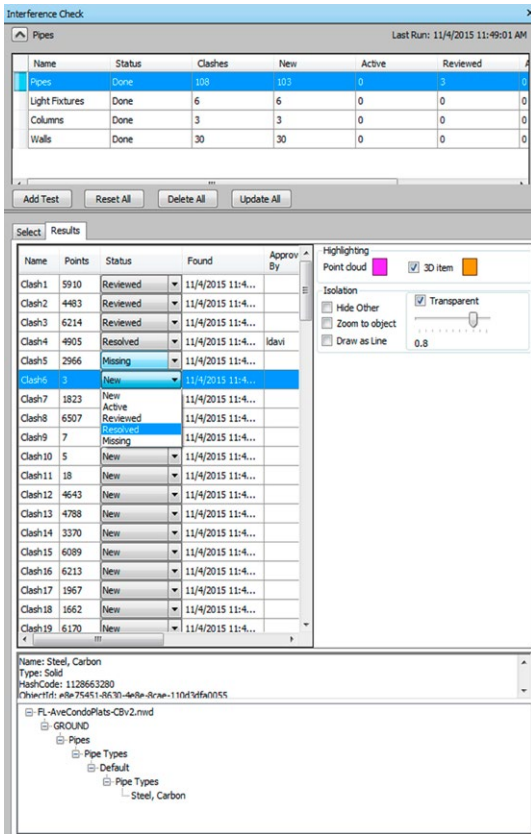 Interference Check
Pipes Last Run: 11/4/2015 11:49:01 AM
Name Status Clashes New Active Reviewed A
Pipes Done 108 103 0 3 0
Light Fixtures Done 6 6 0 0 0
Columns Done 3 3 0 0 0
Walls Done 30 30 0 0 0
Add Test Reset All Delete All Update All
Select Results
Name Points Status Found Approv By
Clash1 5910 Reviewed 11/4/2015 11:4...
Clash2 4483 Reviewed 11/4/2015 11:4...
Clash3 6214 Reviewed 11/4/2015 11:4...
Clash4 4905 Resolved 11/4/2015 11:4... ldavi
Clash5 2966 Missing 11/4/2015 11:4...
Clash6 3 New 11/4/2015 11:4...
Clash7 1823 New 11/4/2015 11:4...
Active
Clash8 6507 Reviewed 11/4/2015 11:4...
Resolved
Clash9 7 Missing 11/4/2015 11:4...
Clash10 5 New 11/4/2015 11:4...
Clash11 18 New 11/4/2015 11:4...
Clash12 4643 New 11/4/2015 11:4...
Clash13 4788 New 11/4/2015 11:4...
Clash14 3370 New 11/4/2015 11:4...
Clash15 6089 New 11/4/2015 11:4...
Clash16 6213 New 11/4/2015 11:4...
Clash17 1967 New 11/4/2015 11:4...
Clash18 1662 New 11/4/2015 11:4...
Clash19 6170 New 11/4/2015 11:4...
Highlighting
Point cloud 3D item
Isolation
Hide Other Transparent
Zoom to object
Draw as Line 0.8
Name: Steel, Carbon
Type: Solid
HashCode: 1128663280
ObjectId: e8e75451-8630-4e8e-8cae-110d3dfa0055
FL-AveCondoPlats-CBv2.nwd
GROUND
Pipes
Pipe Types
Default
Pipe Types
Steel, Carbon